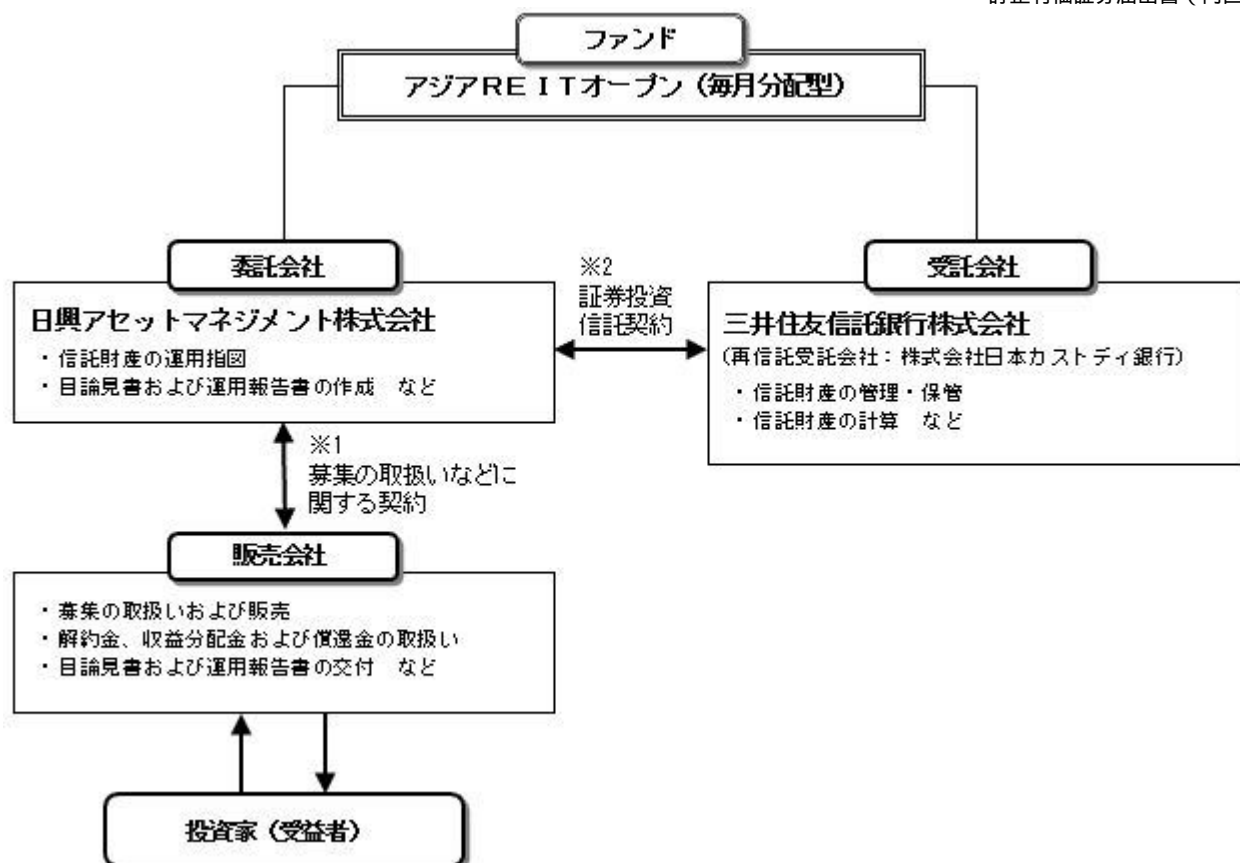 ファンド
アジアREITオープン(毎月分配型)
委託会社
日興アセットマネジメント株式会社
・信託財産の運用指図
・目論見書および運用報告書の作成 など
※2
証券投資
信託契約
受託会社
三井住友信託銀行株式会社
(再信託受託会社:株式会社日本カストディ銀行)
・信託財産の管理・保管
・信託財産の計算 など
※1
募集の取扱いなどに
関する契約
販売会社
・募集の取扱いおよび販売
・解約金、収益分配金および償還金の取扱い
・目論見書および運用報告書の交付 など
投資家(受益者)